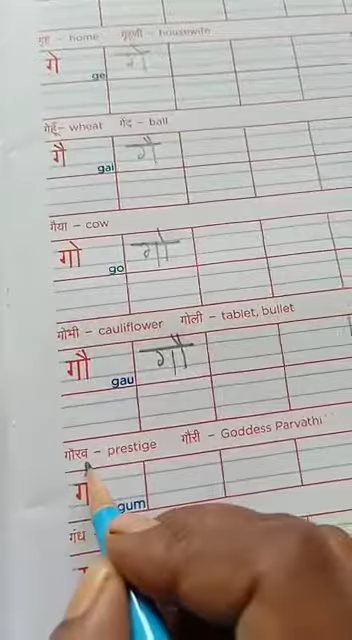 गृह – home गृहणी – housewife
गे ge गे
गेहूँ – wheat गेंद – ball
गै gai गै
गैया – cow
गो go गो
गोभी – cauliflower गोली – tablet, bullet
गौ gau गौ
गौरव – prestige गौरी – Goddess Parvathi
gum
गंध